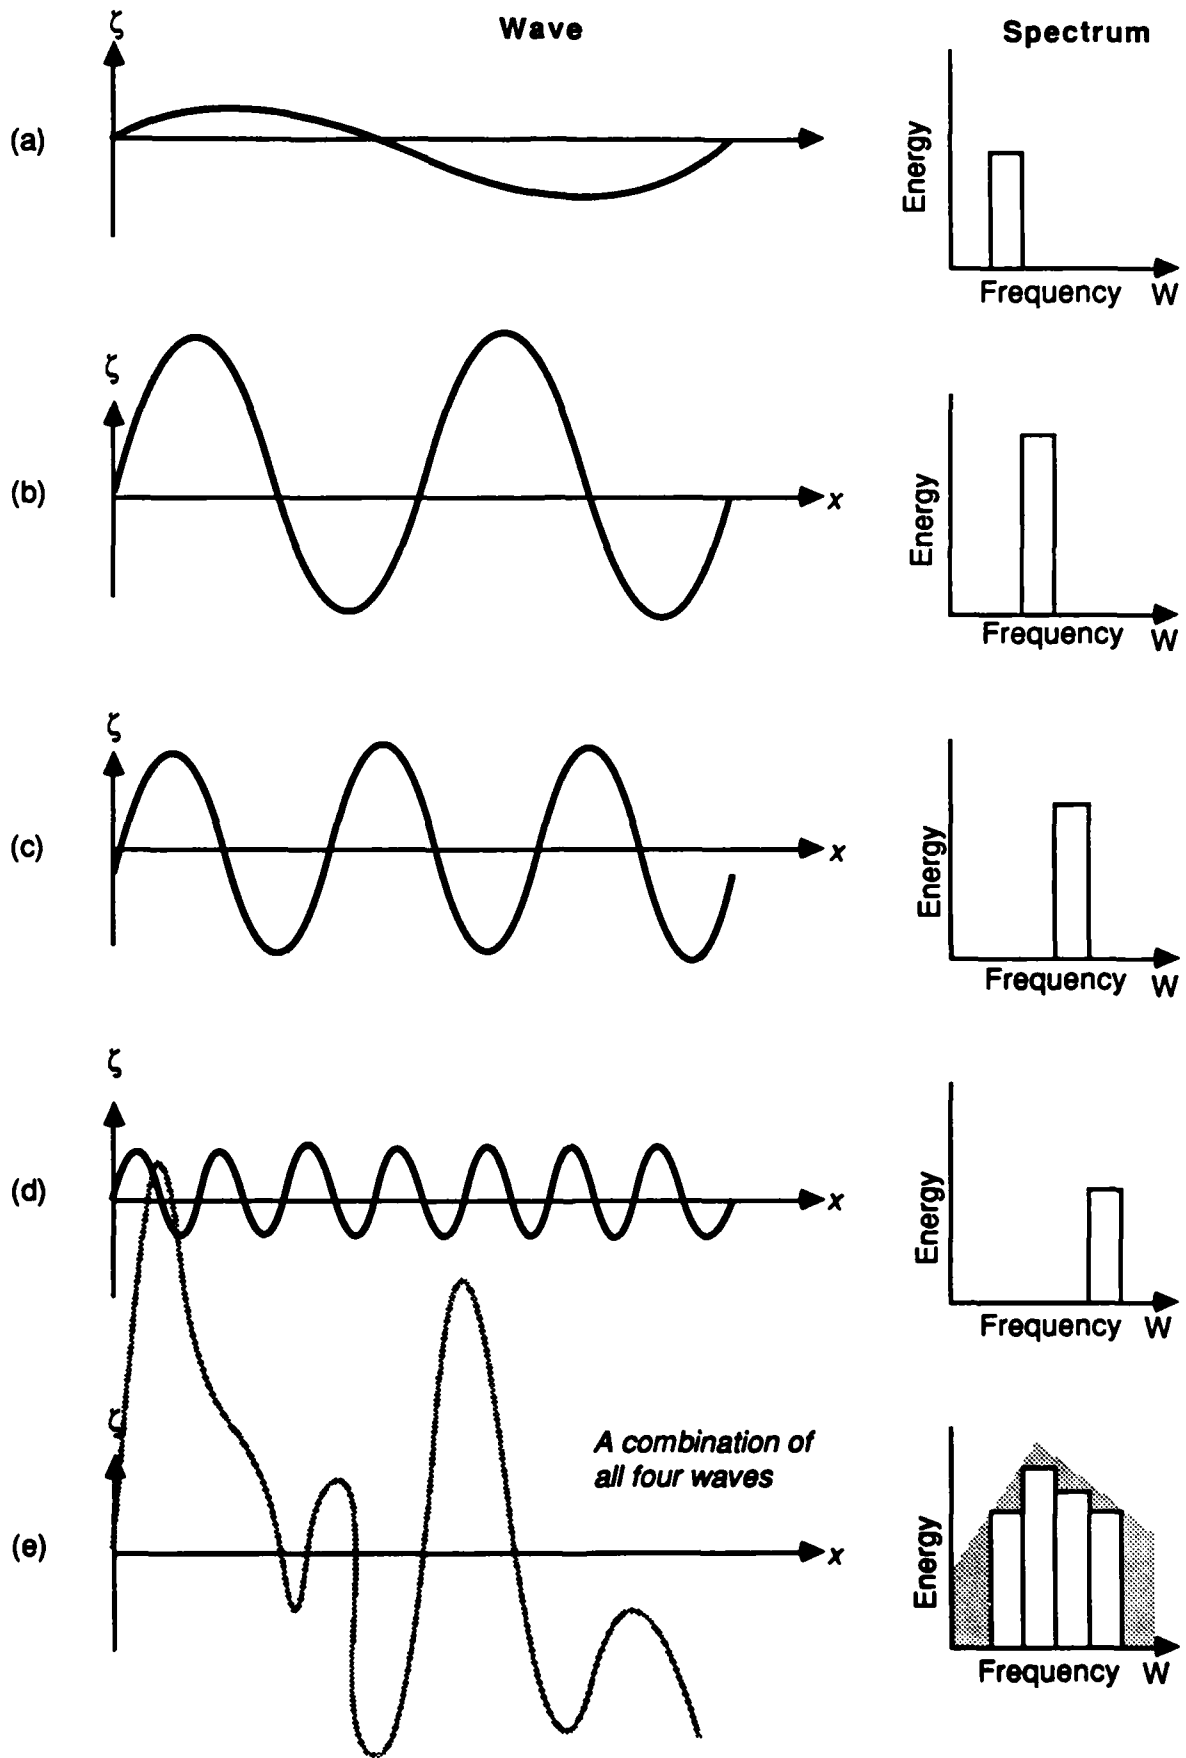 Wave
Spectrum
(a)
ζ
Energy
Frequency W
(b)
ζ
x
Energy
Frequency W
(c)
ζ
x
Energy
Frequency W
(d)
ζ
x
Energy
Frequency W
(e)
ζ
A combination of
all four waves
x
Energy
Frequency W